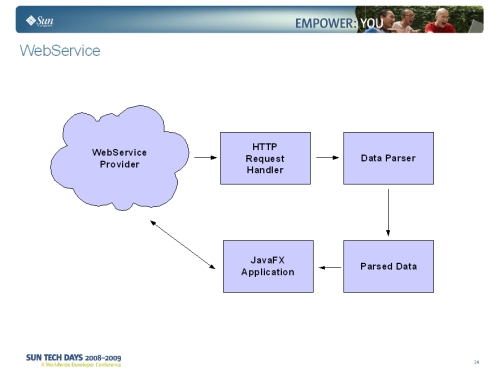 Sun
EMPOWER: YOU
WebService
WebService
Provider
HTTP
Request
Handler
Data Parser
JavaFX
Application
Parsed Data
SUN TECH DAYS 2008-2009
A Worldwide Developer Conference
24